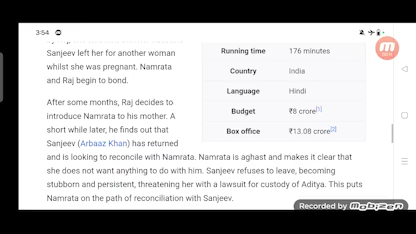 3:54
Sanjeev left her for another woman
whilst she was pregnant. Namrata
and Raj begin to bond.
After some months, Raj decides to
introduce Namrata to his mother. A
short while later, he finds out that
Sanjeev (Arbaaz Khan) has returned
and is looking to reconcile with Namrata. Namrata is aghast and makes it clear that
she does not want anything to do with him. Sanjeev refuses to leave, becoming
stubborn and persistent, threatening her with a lawsuit for custody of Aditya. This puts
Namrata on the path of reconciliation with Sanjeev.
Running time 176 minutes
Country India
Language Hindi
Budget ₹8 crore[1]
Box office ₹13.08 crore[2]
Recorded by Mobizen